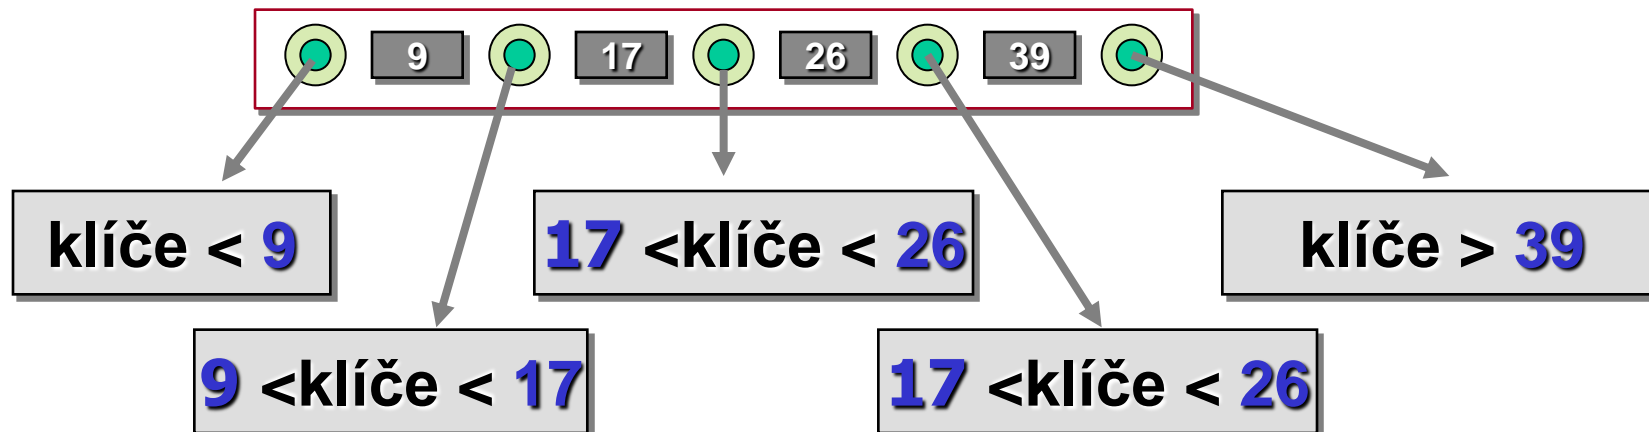 9 17 26 39
klíče < 9
17 <klíče < 26
klíče > 39
9 <klíče < 17
17 <klíče < 26